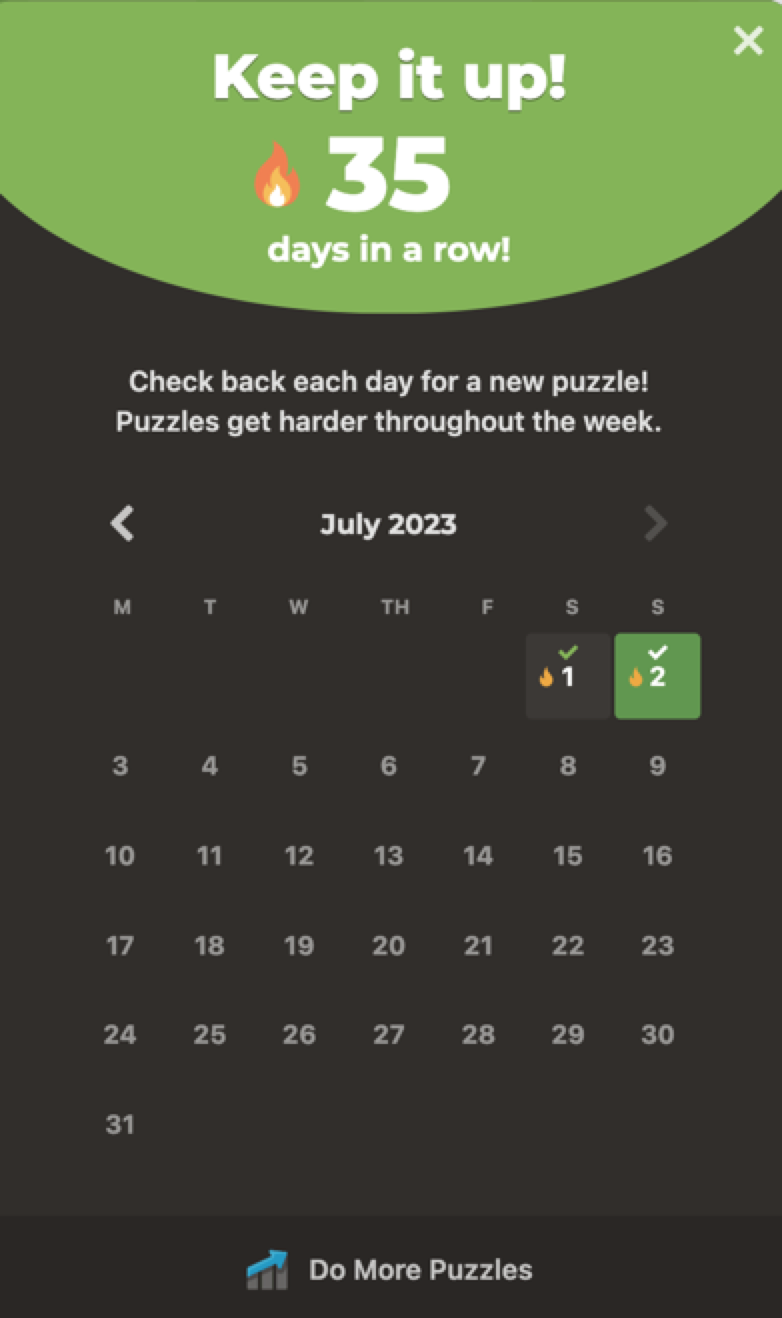 Keep it up!
35
days in a row!
Check back each day for a new puzzle!
Puzzles get harder throughout the week.
July 2023
M T W TH F S S
1 2
3 4 5 6 7 8 9
10 11 12 13 14 15 16
17 18 19 20 21 22 23
24 25 26 27 28 29 30
31
Do More Puzzles